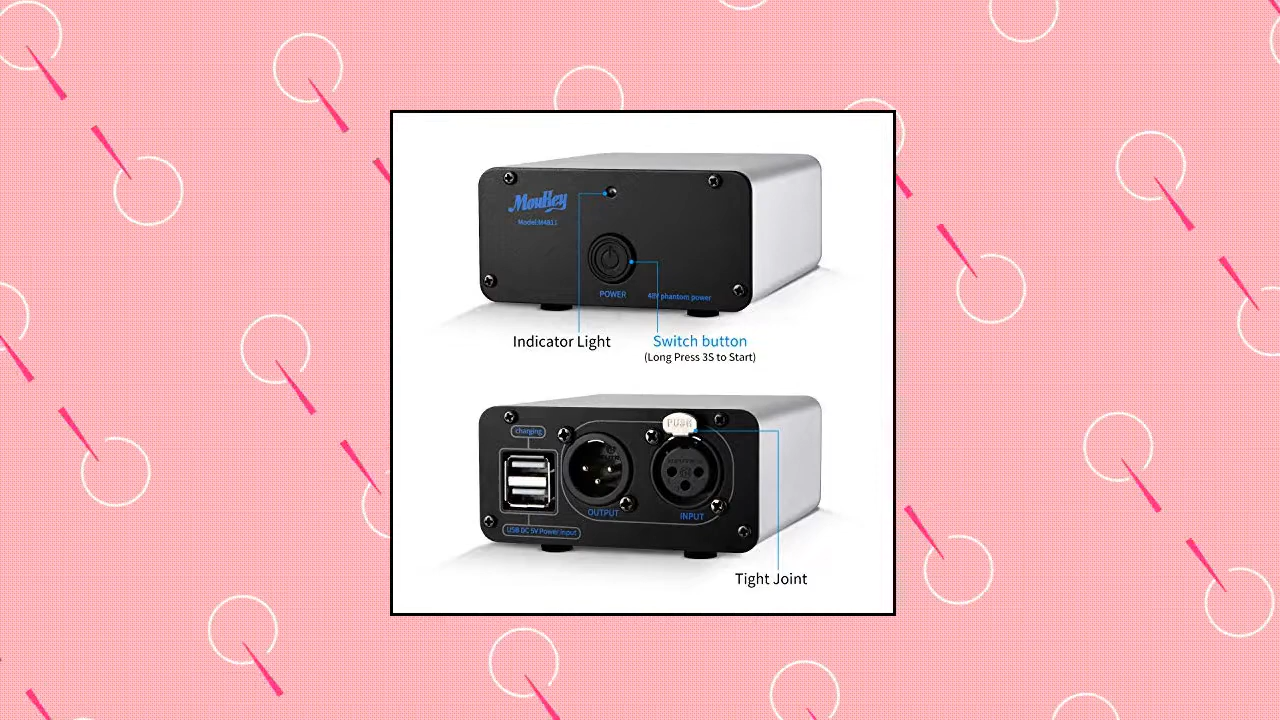 Moukey
Model:M4811
POWER
48V phantom power
Indicator Light
Switch button
(Long Press 3S to Start)
charging
PUSH
OUTPUT
INPUT
USB DC 5V Power input
Tight Joint